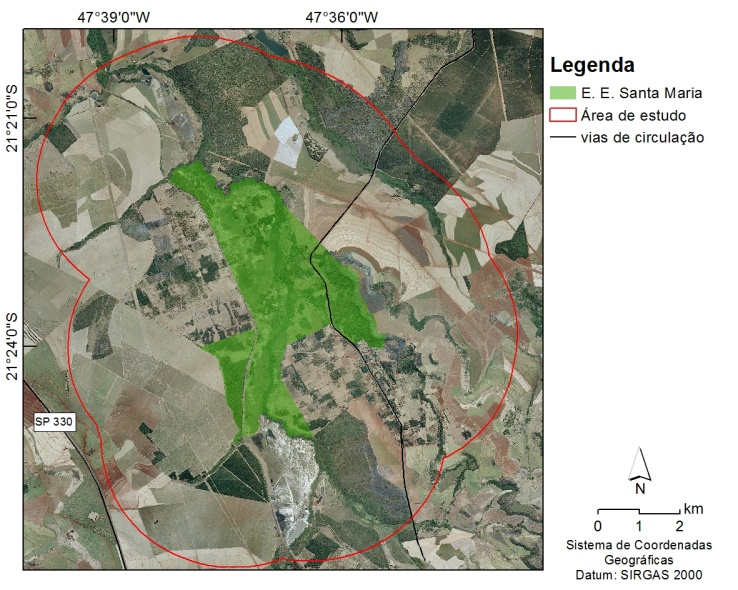 47°39'0"W
47°36'0"W
21°21'0"S
21°24'0"S
SP 330
Legenda
E. E. Santa Maria
Área de estudo
vias de circulação
N
km
0 1 2
Sistema de Coordenadas
Geográficas
Datum: SIRGAS 2000